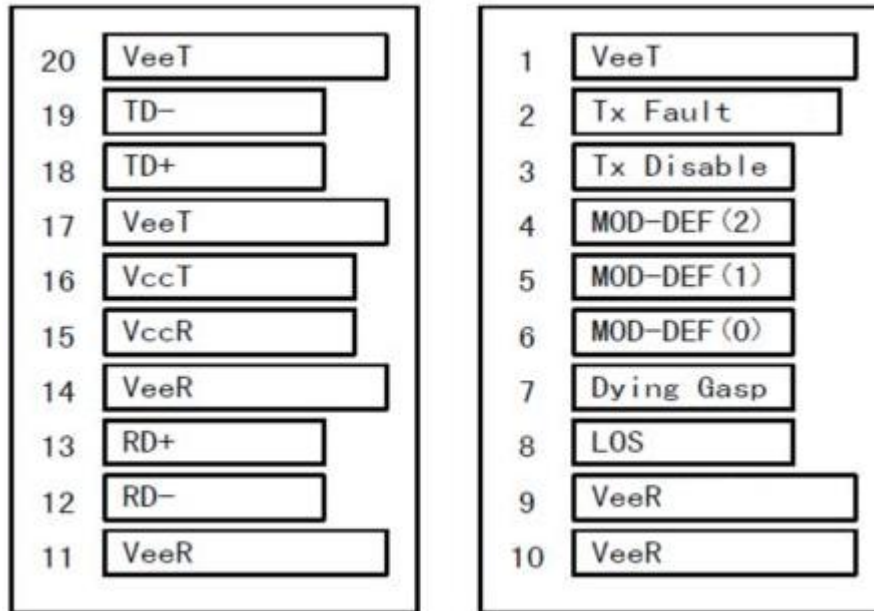 20 VeeT
19 TD-
18 TD+
17 VeeT
16 VccT
15 VccR
14 VeeR
13 RD+
12 RD-
11 VeeR
1 VeeT
2 Tx Fault
3 Tx Disable
4 MOD-DEF(2)
5 MOD-DEF(1)
6 MOD-DEF(0)
7 Dying Gasp
8 LOS
9 VeeR
10 VeeR